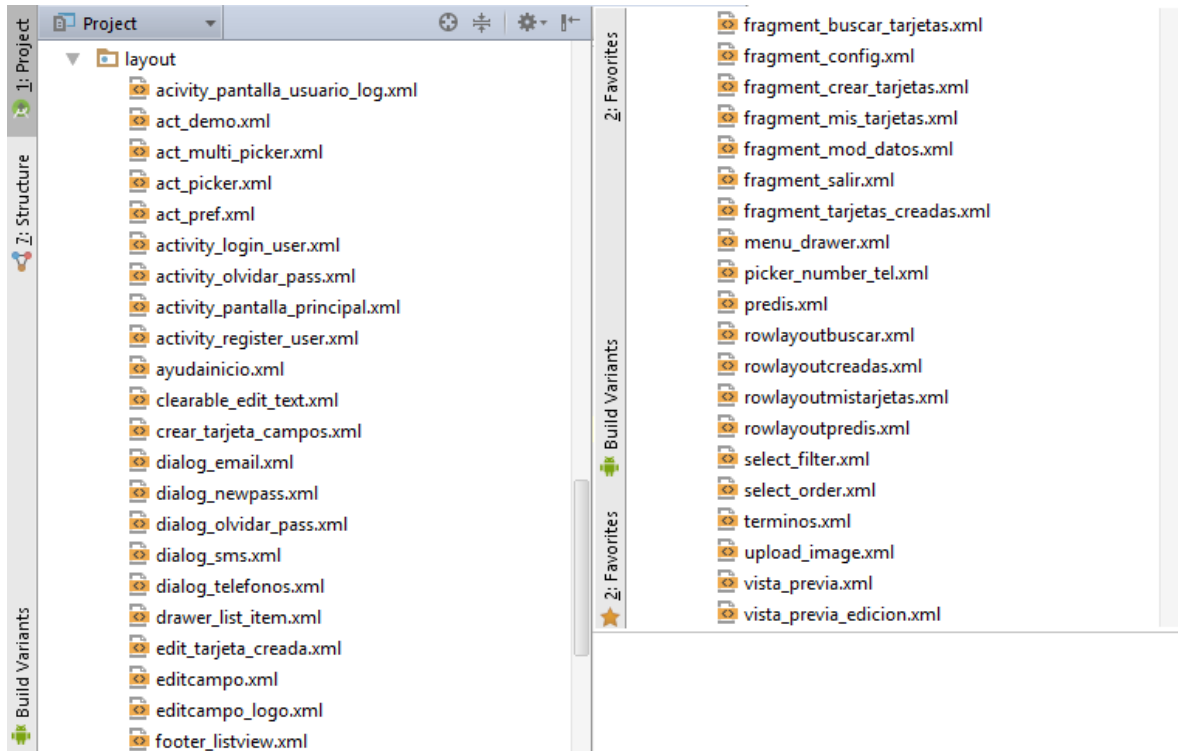 Project
layout
acivity_pantalla_usuario_log.xml
act_demo.xml
act_multi_picker.xml
act_picker.xml
act_pref.xml
activity_login_user.xml
activity_olvidar_pass.xml
activity_pantalla_principal.xml
activity_register_user.xml
ayudainicio.xml
clearable_edit_text.xml
crear_tarjeta_campos.xml
dialog_email.xml
dialog_newpass.xml
dialog_olvidar_pass.xml
dialog_sms.xml
dialog_telefonos.xml
drawer_list_item.xml
edit_tarjeta_creada.xml
editcampo.xml
editcampo_logo.xml
footer_listview.xml
1: Project
7: Structure
Build Variants
fragment_buscar_tarjetas.xml
fragment_config.xml
fragment_crear_tarjetas.xml
fragment_mis_tarjetas.xml
fragment_mod_datos.xml
fragment_salir.xml
fragment_tarjetas_creadas.xml
menu_drawer.xml
picker_number_tel.xml
predis.xml
rowlayoutbuscar.xml
rowlayoutcreadas.xml
rowlayoutmistarjetas.xml
rowlayoutpredis.xml
select_filter.xml
select_order.xml
terminos.xml
upload_image.xml
vista_previa.xml
vista_previa_edicion.xml
2: Favorites
Build Variants
2: Favorites